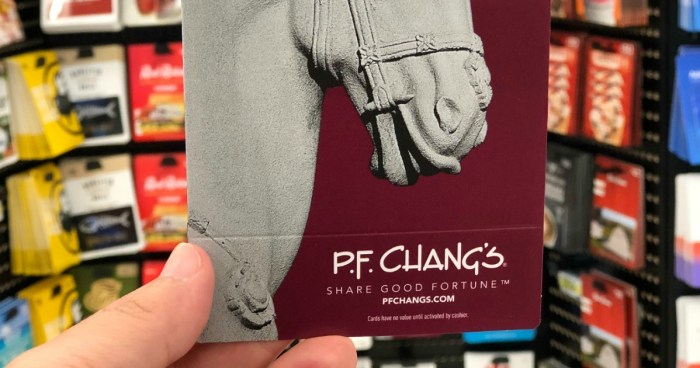 P.F. CHANG'S®
SHARE GOOD FORTUNE™
PFCHANGS.COM
Cards have no value until activated by cashier.